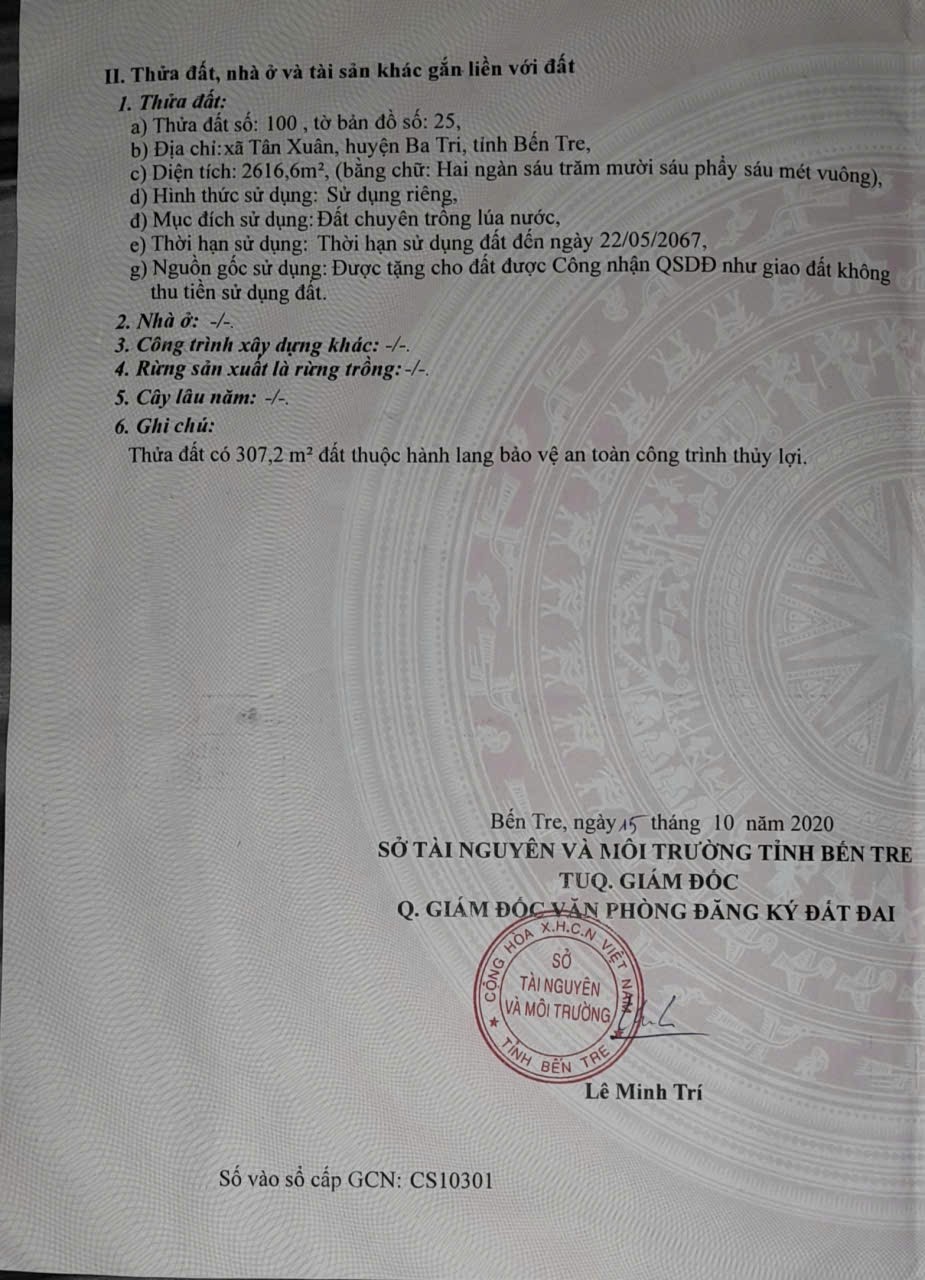 II. Thửa đất, nhà ở và tài sản khác gắn liền với đất
1. Thửa đất:
a) Thửa đất số: 100 , tờ bản đồ số: 25,
b) Địa chỉ:xã Tân Xuân, huyện Ba Tri, tỉnh Bến Tre,
c) Diện tích: 2616,6m², (bằng chữ: Hai ngàn sáu trăm mười sáu phẩy sáu mét vuông),
d) Hình thức sử dụng: Sử dụng riêng,
đ) Mục đích sử dụng:Đất chuyên trồng lúa nước,
e) Thời hạn sử dụng: Thời hạn sử dụng đất đến ngày 22/05/2067,
g) Nguồn gốc sử dụng: Được tặng cho đất được Công nhận QSDĐ như giao đất không
thu tiền sử dụng đất.
2. Nhà ở: -/-.
3. Công trình xây dựng khác: -/-.
4. Rừng sản xuất là rừng trồng: -/-.
5. Cây lâu năm: -/-.
6. Ghi chú:
Thửa đất có 307,2 m² đất thuộc hành lang bảo vệ an toàn công trình thủy lợi.
Bến Tre, ngày 15 tháng 10 năm 2020
SỞ TÀI NGUYÊN VÀ MÔI TRƯỜNG TỈNH BẾN TRE
TUQ. GIÁM ĐỐC
Q. GIÁM ĐỐC VĂN PHÒNG ĐĂNG KÝ ĐẤT ĐAI
CỘNG HÒA X.H.C.N VIỆT NAM
SỞ
TÀI NGUYÊN
VÀ MÔI TRƯỜNG
★ TỈNH BẾN TRE ★
Lê Minh Trí
Số vào sổ cấp GCN: CS10301